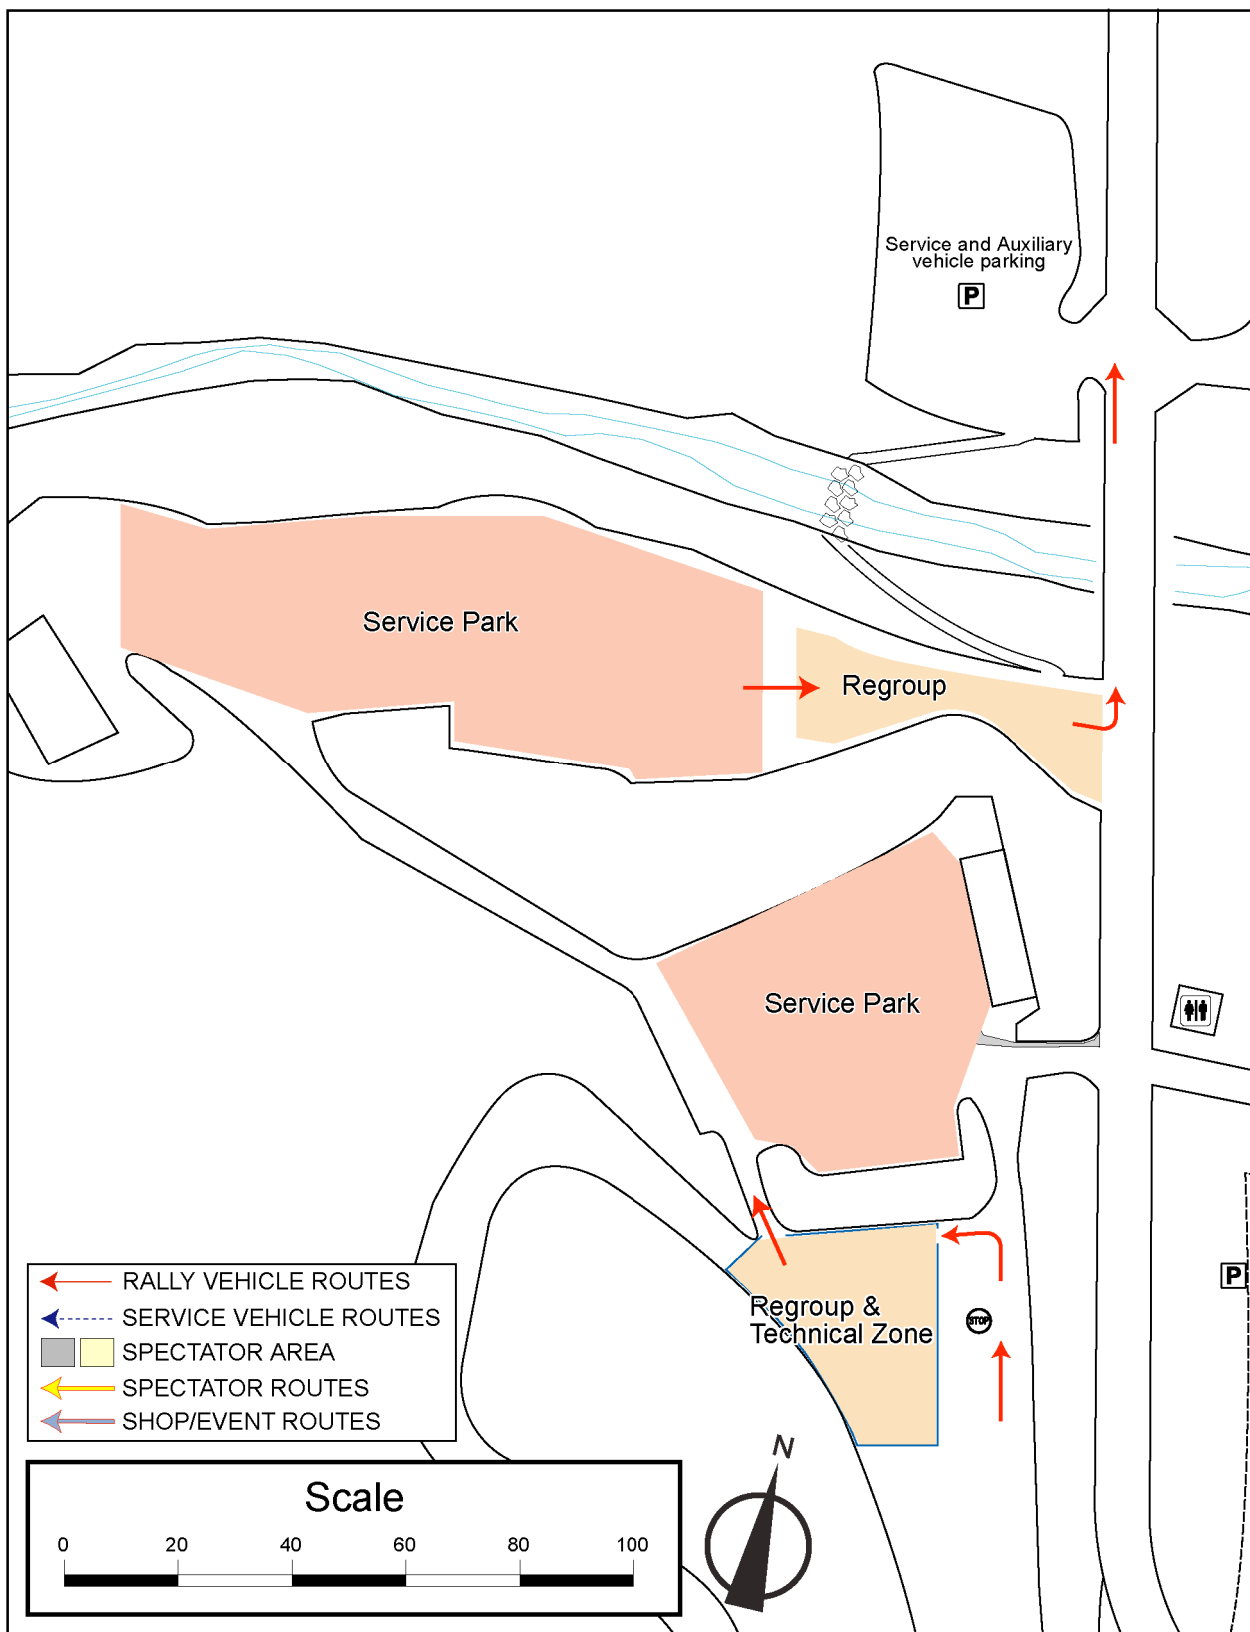 Service and Auxiliary
vehicle parking
P
Service Park
Regroup
Service Park
Regroup &
Technical Zone
STOP
P
RALLY VEHICLE ROUTES
SERVICE VEHICLE ROUTES
SPECTATOR AREA
SPECTATOR ROUTES
SHOP/EVENT ROUTES
N
Scale
0 20 40 60 80 100